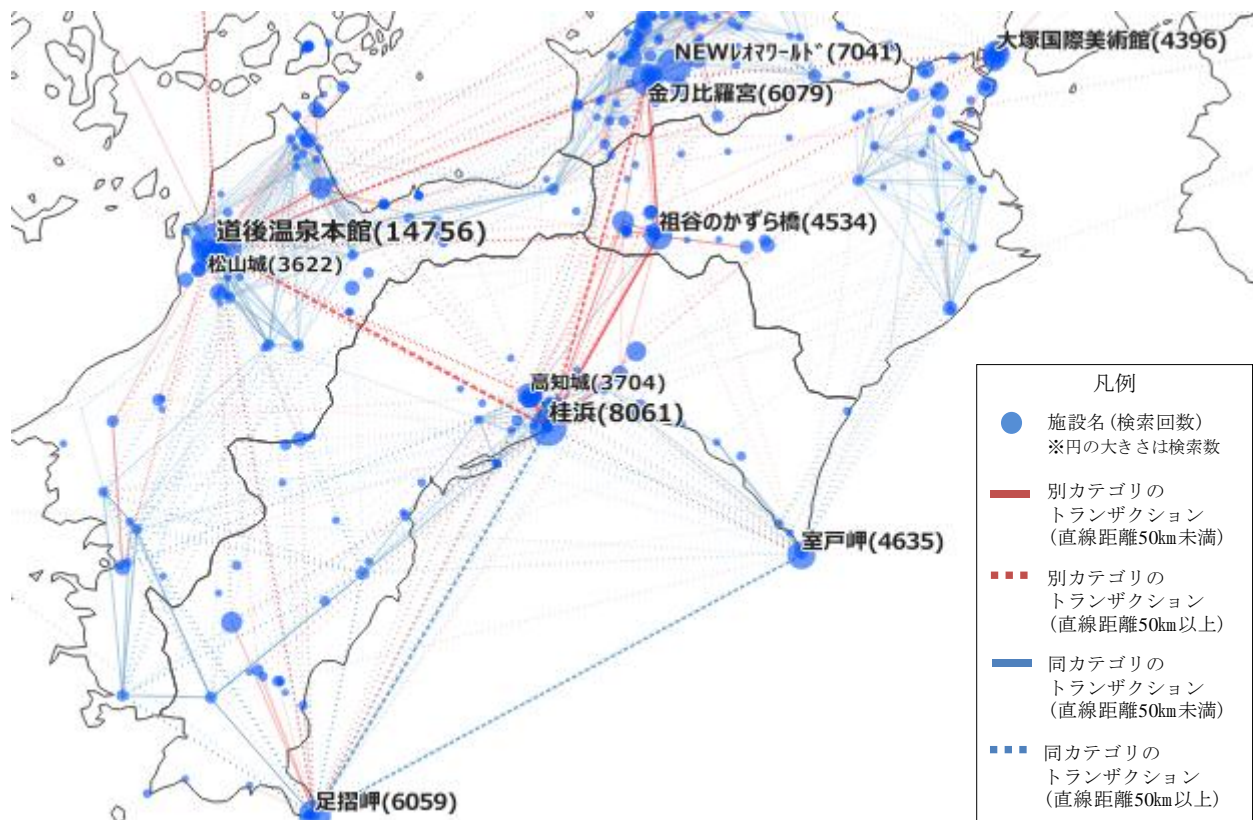 大塚国際美術館(4396)
NEWﾚｵﾏﾜｰﾙﾄﾞ(7041)
金刀比羅宮(6079)
祖谷のかずら橋(4534)
道後温泉本館(14756)
松山城(3622)
高知城(3704)
桂浜(8061)
室戸岬(4635)
足摺岬(6059)
凡例
施設名(検索回数)
※円の大きさは検索数
別カテゴリの
トランザクション
(直線距離50㎞未満)
別カテゴリの
トランザクション
(直線距離50㎞以上)
同カテゴリの
トランザクション
(直線距離50㎞未満)
同カテゴリの
トランザクション
(直線距離50㎞以上)